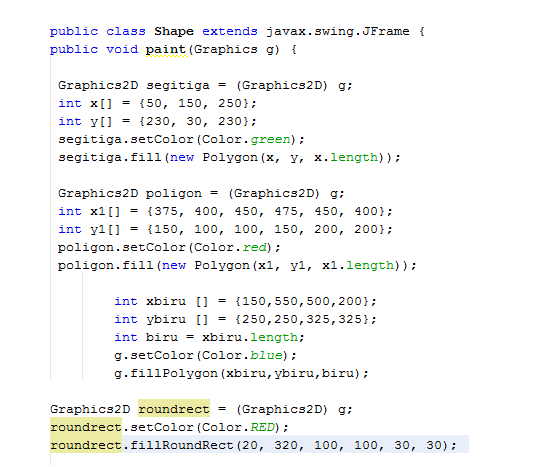 public class Shape extends javax.swing.JFrame {
public void paint(Graphics g) {
Graphics2D segitiga = (Graphics2D) g;
int x[] = {50, 150, 250};
int y[] = {230, 30, 230};
segitiga.setColor(Color.green);
segitiga.fill(new Polygon(x, y, x.length));
Graphics2D poligon = (Graphics2D) g;
int x1[] = {375, 400, 450, 475, 450, 400};
int y1[] = {150, 100, 100, 150, 200, 200};
poligon.setColor(Color.red);
poligon.fill(new Polygon(x1, y1, x1.length));
int xbiru [] = {150,550,500,200};
int ybiru [] = {250,250,325,325};
int biru = xbiru.length;
g.setColor(Color.blue);
g.fillPolygon(xbiru,ybiru,biru);
Graphics2D roundrect = (Graphics2D) g;
roundrect.setColor(Color.RED);
roundrect.fillRoundRect(20, 320, 100, 100, 30, 30);